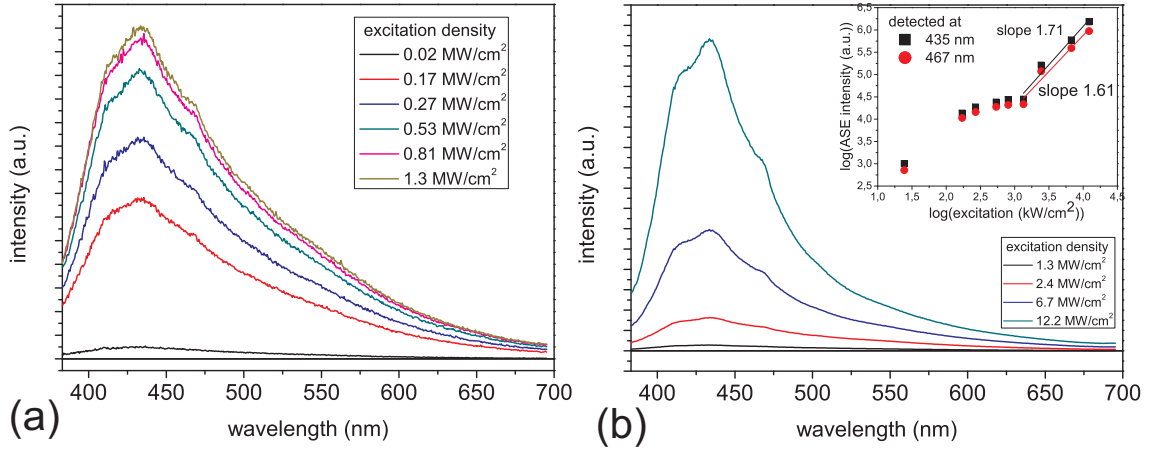 excitation density
0.02 MW/cm²
0.17 MW/cm²
0.27 MW/cm²
0.53 MW/cm²
0.81 MW/cm²
1.3 MW/cm²
intensity (a.u.)
400 450 500 550 600 650 700
wavelength (nm)
(a)
detected at
435 nm
467 nm
slope 1.71
slope 1.61
log(ASE intensity (a.u.))
6,5
6,0
5,5
5,0
4,5
4,0
3,5
3,0
2,5
1,0 1,5 2,0 2,5 3,0 3,5 4,0 4,5
log(excitation (kW/cm²))
excitation density
1.3 MW/cm²
2.4 MW/cm²
6.7 MW/cm²
12.2 MW/cm²
intensity (a.u.)
400 450 500 550 600 650 700
wavelength (nm)
(b)